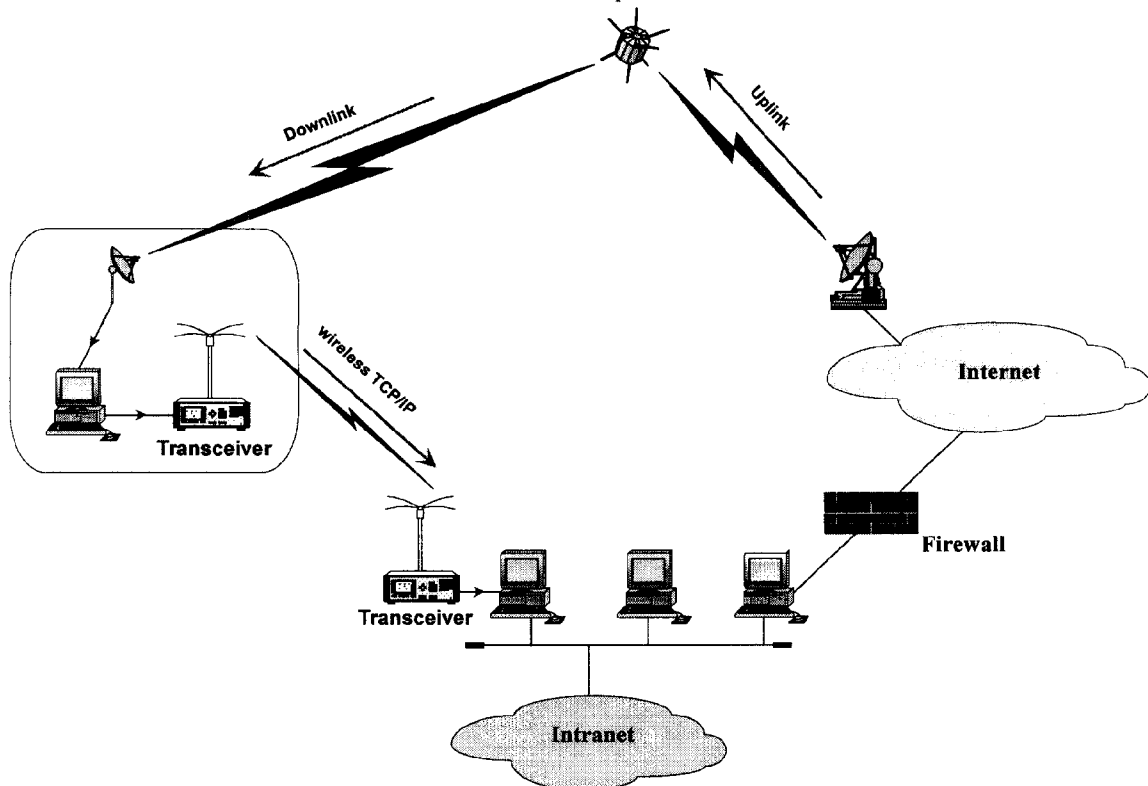 Downlink
Uplink
Internet
wireless TCP/IP
Transceiver
Firewall
Transceiver
Intranet